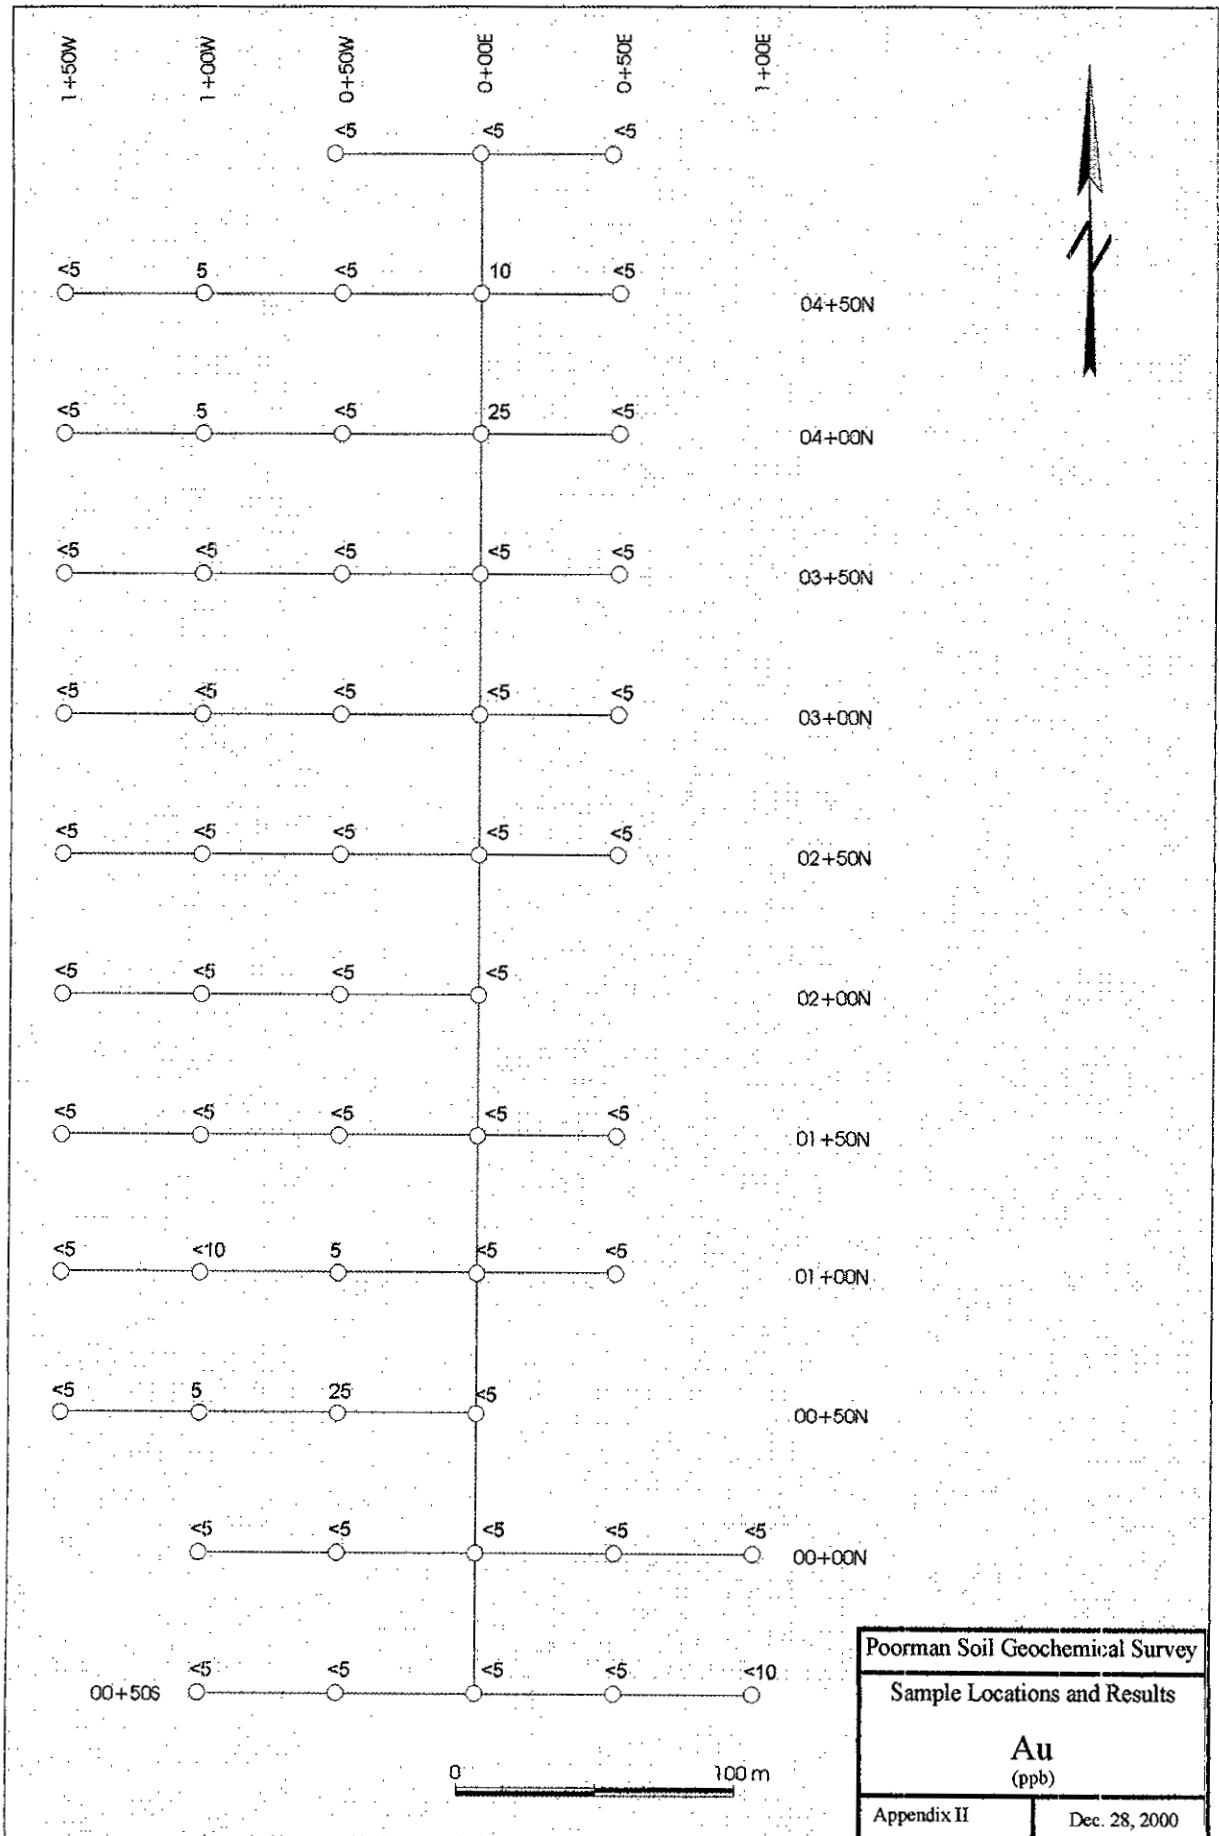 1+50W 1+00W 0+50W 0+00E 0+50E 1+00E
<5 <5 <5
<5 5 <5 10 <5
04+50N
<5 5 <5 25 <5
04+00N
<5 <5 <5 <5 <5
03+50N
<5 <5 <5 <5 <5
03+00N
<5 <5 <5 <5 <5
02+50N
<5 <5 <5 <5
02+00N
<5 <5 <5 <5 <5
01+50N
<5 <10 5 <5 <5
01+00N
<5 5 25 <5
00+50N
<5 <5 <5 <5 <5
00+00N
<5 <5 <5 <5 <10
00+50S
0 100 m
Poorman Soil Geochemical Survey
Sample Locations and Results
Au
(ppb)
Appendix II Dec. 28, 2000